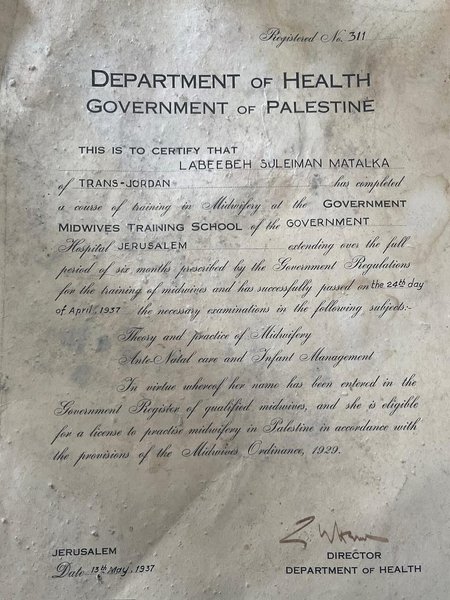 Registered No. 311
DEPARTMENT OF HEALTH
GOVERNMENT OF PALESTINE
THIS IS TO CERTIFY THAT
LABEEBEH SULEIMAN MATALKA
of TRANS-JORDAN has completed
a course of training in Midwifery at the GOVERNMENT
MIDWIVES TRAINING SCHOOL of the GOVERNMENT
Hospital JERUSALEM extending over the full
period of six months prescribed by the Government Regulations
for the training of midwives and has successfully passed on the 24th day
of April, 1937 the necessary examinations in the following subjects:-
Theory and practice of Midwifery
Ante-Natal care and Infant Management
In virtue whereof her name has been entered in the
Government Register of qualified midwives, and she is eligible
for a license to practise midwifery in Palestine in accordance with
the provisions of the Midwives Ordinance, 1929.
JERUSALEM
Date 13th May, 1937
DIRECTOR
DEPARTMENT OF HEALTH